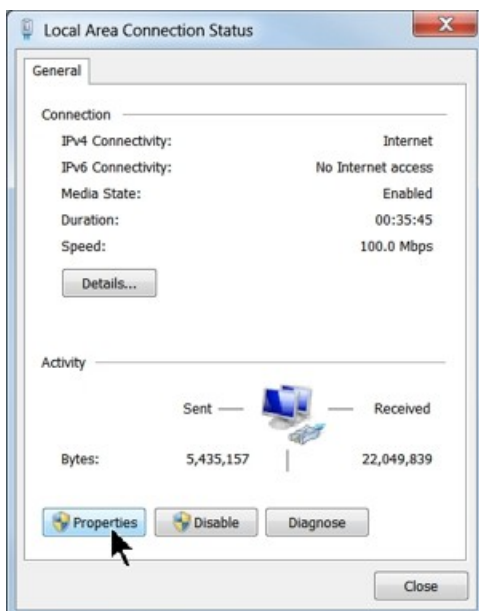 Local Area Connection Status
General
Connection
IPv4 Connectivity: Internet
IPv6 Connectivity: No Internet access
Media State: Enabled
Duration: 00:35:45
Speed: 100.0 Mbps
Details...
Activity
Sent Received
Bytes: 5,435,157 22,049,839
Properties Disable Diagnose
Close